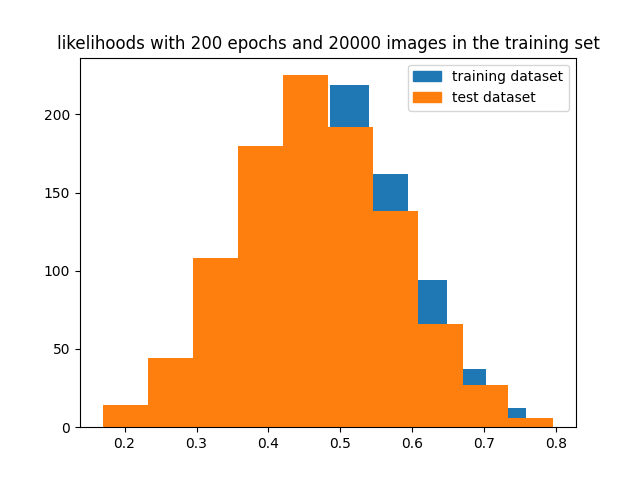 likelihoods with 200 epochs and 20000 images in the training set
training dataset
test dataset
200
150
100
50
0
0.2 0.3 0.4 0.5 0.6 0.7 0.8